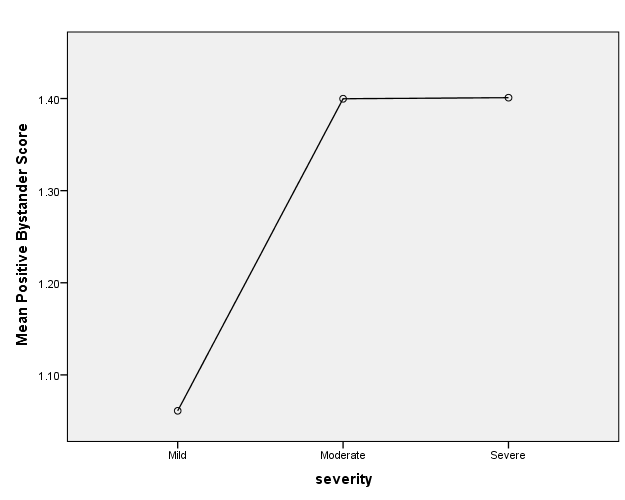 Mean Positive Bystander Score
1.40
1.30
1.20
1.10
Mild
Moderate
Severe
severity